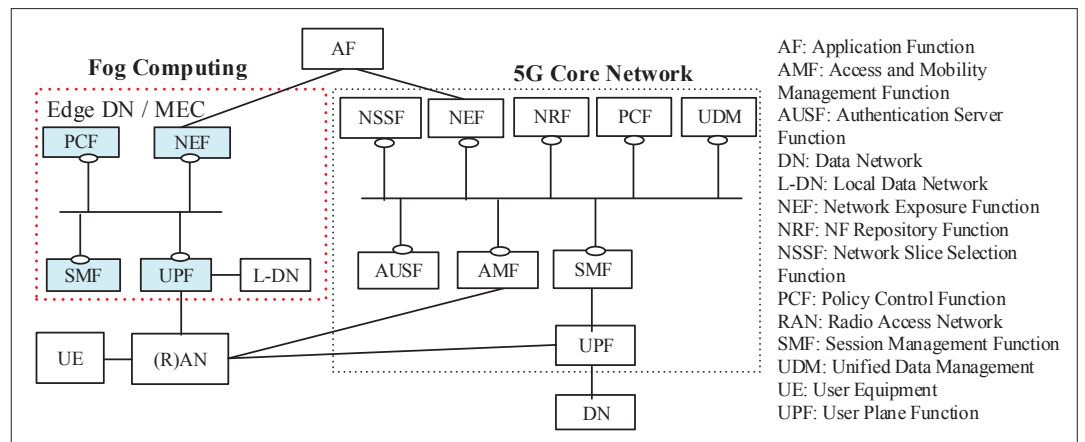 AF
Fog Computing
5G Core Network
Edge DN / MEC
PCF
NEF
NSSF
NEF
NRF
PCF
UDM
SMF
UPF
L-DN
AUSF
AMF
SMF
UE
(R)AN
UPF
DN
AF: Application Function
AMF: Access and Mobility
Management Function
AUSF: Authentication Server
Function
DN: Data Network
L-DN: Local Data Network
NEF: Network Exposure Function
NRF: NF Repository Function
NSSF: Network Slice Selection
Function
PCF: Policy Control Function
RAN: Radio Access Network
SMF: Session Management Function
UDM: Unified Data Management
UE: User Equipment
UPF: User Plane Function